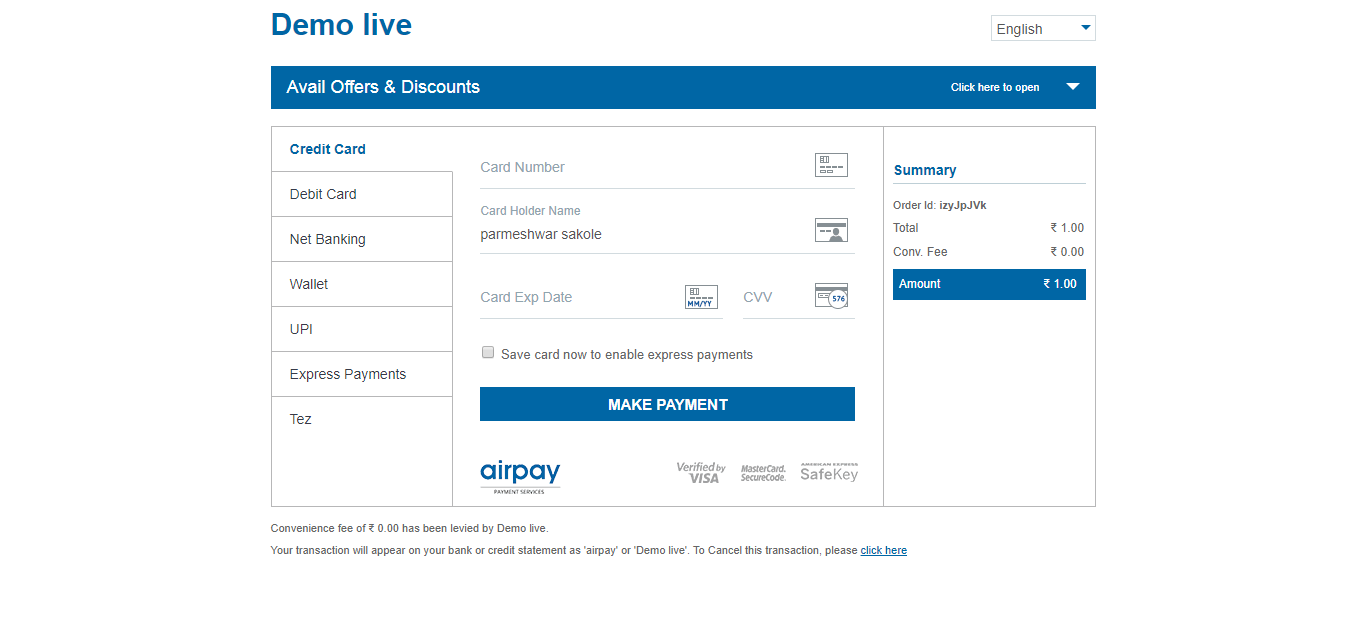 Demo live
English
Avail Offers & Discounts
Click here to open
Credit Card
Debit Card
Net Banking
Wallet
UPI
Express Payments
Tez
Card Number
Card Holder Name
parmeshwar sakole
Card Exp Date
MM/YY
CVV
576
Save card now to enable express payments
MAKE PAYMENT
airpay
PAYMENT SERVICES
Verified by
VISA
MasterCard.
SecureCode.
AMERICAN EXPRESS
SafeKey
Summary
Order Id: izyJpJVk
Total ₹ 1.00
Conv. Fee ₹ 0.00
Amount ₹ 1.00
Convenience fee of ₹ 0.00 has been levied by Demo live.
Your transaction will appear on your bank or credit statement as 'airpay' or 'Demo live'. To Cancel this transaction, please click here